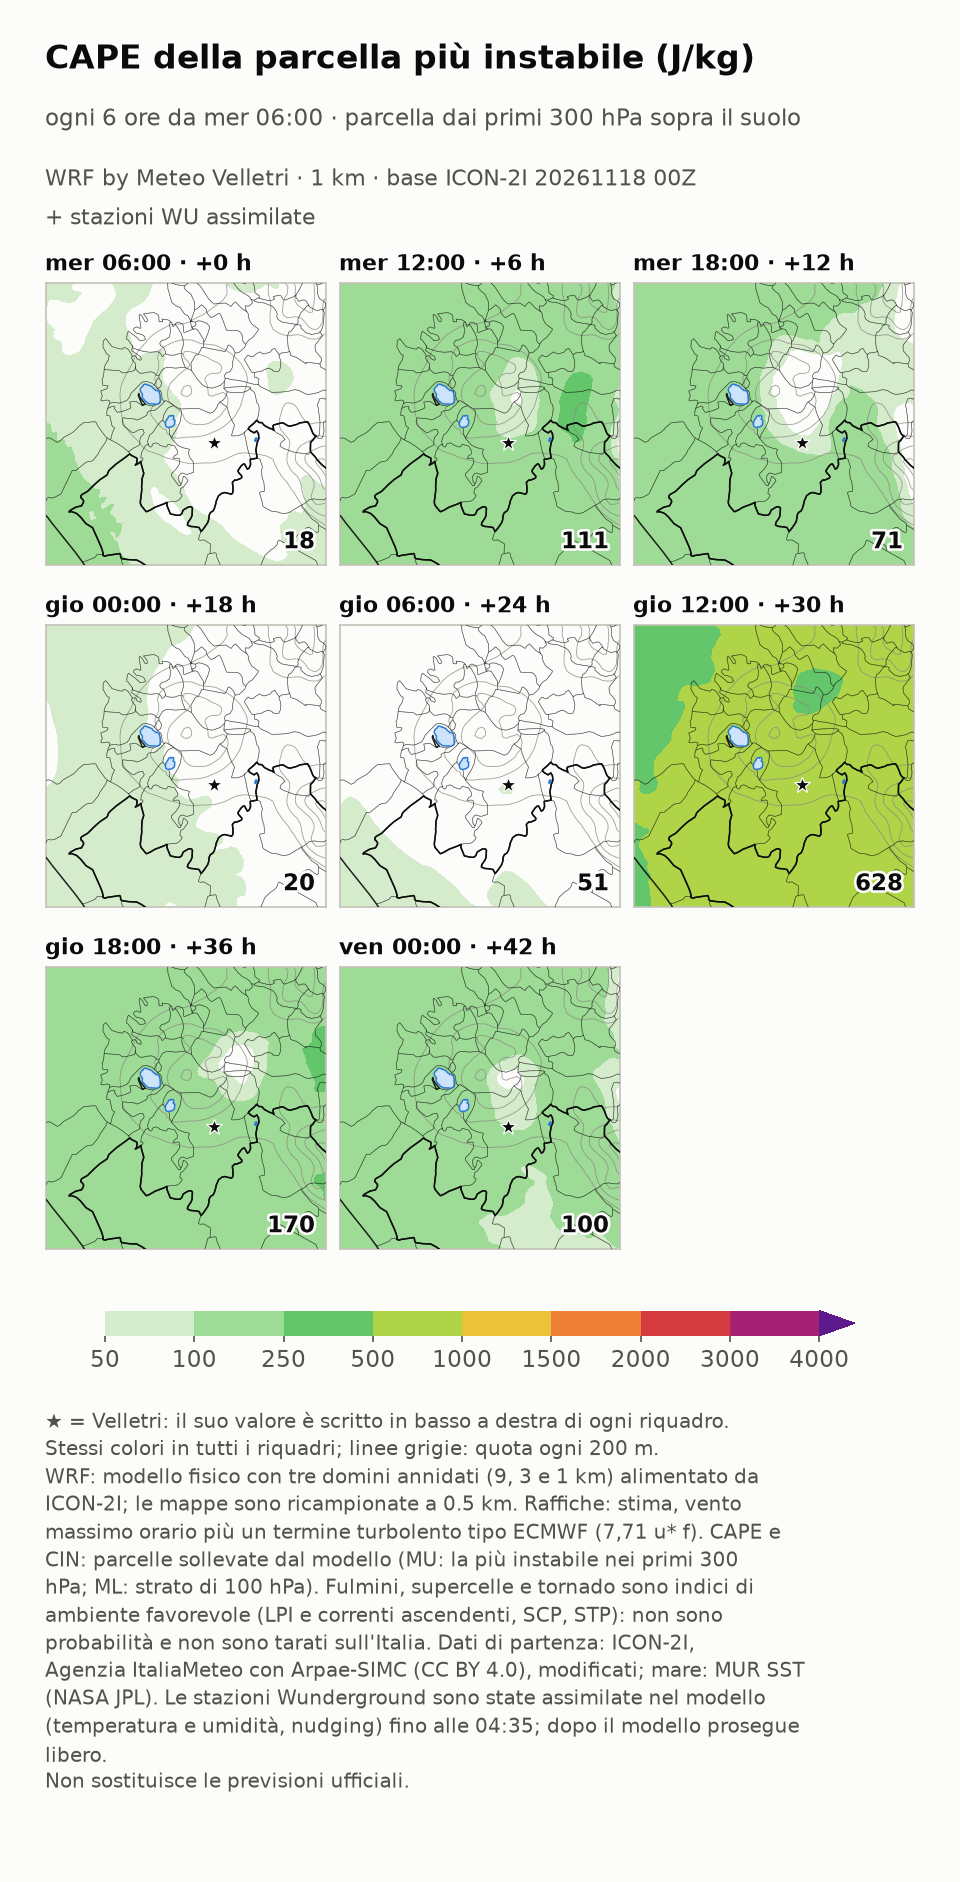 CAPE della parcella più instabile (J/kg)
ogni 6 ore da mer 06:00 · parcella dai primi 300 hPa sopra il suolo
WRF by Meteo Velletri · 1 km · base ICON-2I 20261118 00Z
+ stazioni WU assimilate
mer 06:00 · +0 h
mer 12:00 · +6 h
mer 18:00 · +12 h
18
111
71
gio 00:00 · +18 h
gio 06:00 · +24 h
gio 12:00 · +30 h
20
51
628
gio 18:00 · +36 h
ven 00:00 · +42 h
170
100
50 100 250 500 1000 1500 2000 3000 4000
★ = Velletri: il suo valore è scritto in basso a destra di ogni riquadro.
Stessi colori in tutti i riquadri; linee grigie: quota ogni 200 m.
WRF: modello fisico con tre domini annidati (9, 3 e 1 km) alimentato da
ICON-2I; le mappe sono ricampionate a 0.5 km. Raffiche: stima, vento
massimo orario più un termine turbolento tipo ECMWF (7,71 u* f). CAPE e
CIN: parcelle sollevate dal modello (MU: la più instabile nei primi 300
hPa; ML: strato di 100 hPa). Fulmini, supercelle e tornado sono indici di
ambiente favorevole (LPI e correnti ascendenti, SCP, STP): non sono
probabilità e non sono tarati sull'Italia. Dati di partenza: ICON-2I,
Agenzia ItaliaMeteo con Arpae-SIMC (CC BY 4.0), modificati; mare: MUR SST
(NASA JPL). Le stazioni Wunderground sono state assimilate nel modello
(temperatura e umidità, nudging) fino alle 04:35; dopo il modello prosegue
libero.
Non sostituisce le previsioni ufficiali.